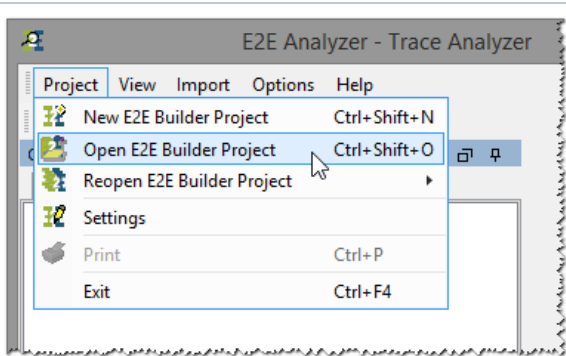 E2E Analyzer - Trace Analyzer
Project View Import Options Help
New E2E Builder Project Ctrl+Shift+N
Open E2E Builder Project Ctrl+Shift+O
Reopen E2E Builder Project
Settings
Print Ctrl+P
Exit Ctrl+F4